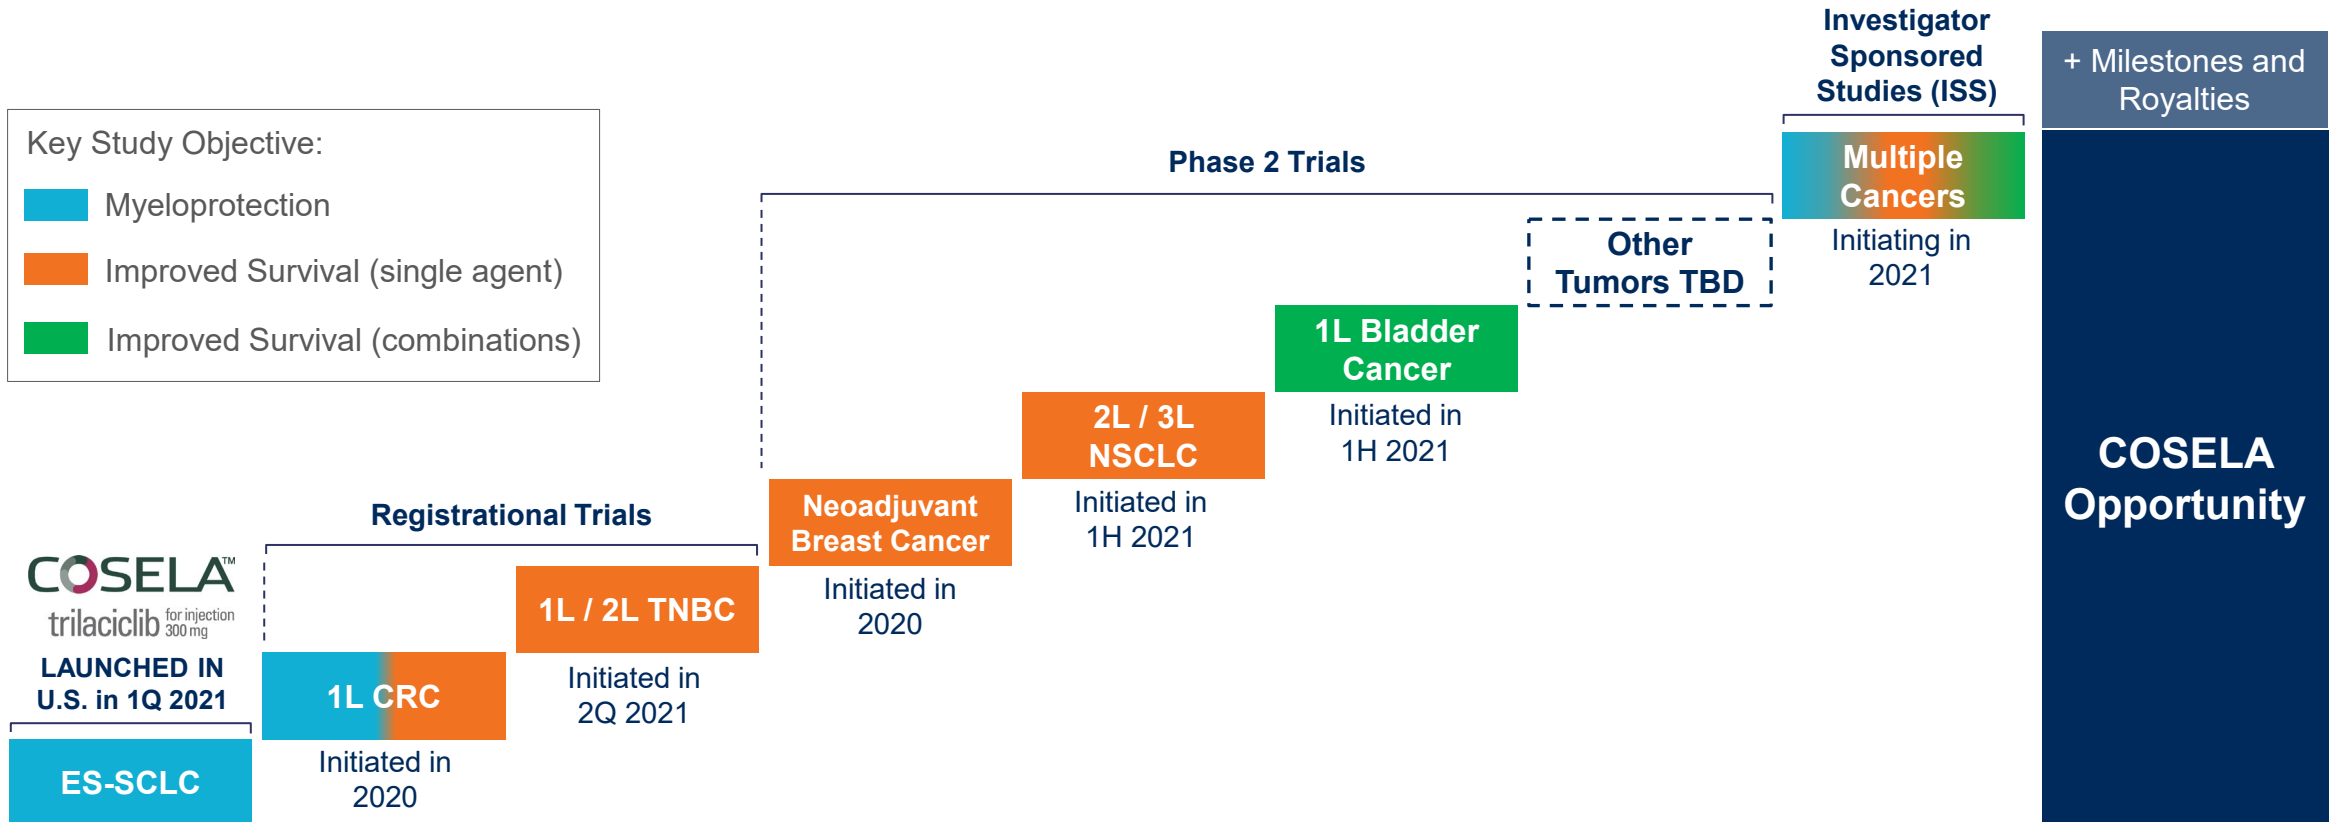 Key Study Objective:
Myeloprotection
Improved Survival (single agent)
Improved Survival (combinations)
COSELA™
trilaciclib for injection
300 mg
LAUNCHED IN
U.S. in 1Q 2021
ES-SCLC
Registrational Trials
1L CRC
Initiated in
2020
1L / 2L TNBC
Initiated in
2Q 2021
Phase 2 Trials
Neoadjuvant
Breast Cancer
Initiated in
2020
2L / 3L
NSCLC
Initiated in
1H 2021
1L Bladder
Cancer
Initiated in
1H 2021
Other
Tumors TBD
Investigator
Sponsored
Studies (ISS)
Multiple
Cancers
Initiating in
2021
+ Milestones and
Royalties
COSELA
Opportunity